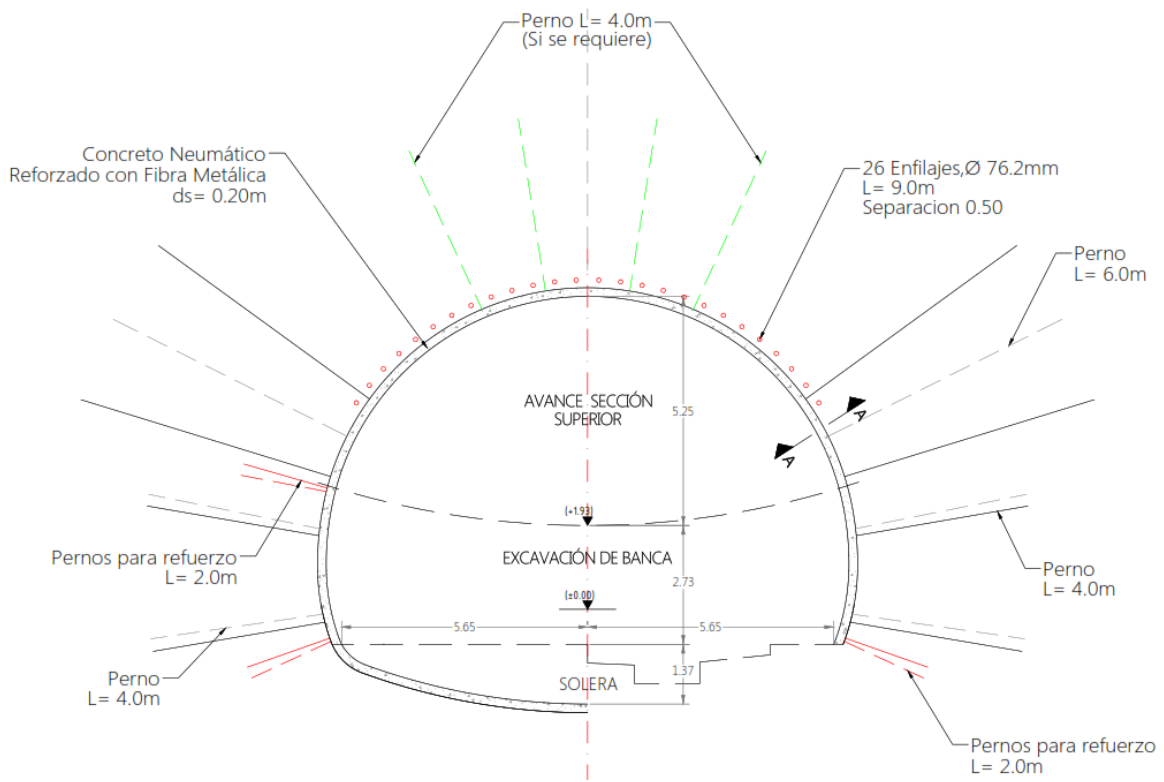 Perno L= 4.0m
(Si se requiere)
Concreto Neumático
Reforzado con Fibra Metálica
ds= 0.20m
26 Enfilajes,Ø 76.2mm
L= 9.0m
Separacion 0.50
Perno
L= 6.0m
AVANCE SECCIÓN
SUPERIOR
5.25
A
A
(+1.93)
Pernos para refuerzo
L= 2.0m
EXCAVACIÓN DE BANCA
2.73
Perno
L= 4.0m
(±0.00)
5.65
5.65
Perno
L= 4.0m
SOLERA
1.37
Pernos para refuerzo
L= 2.0m